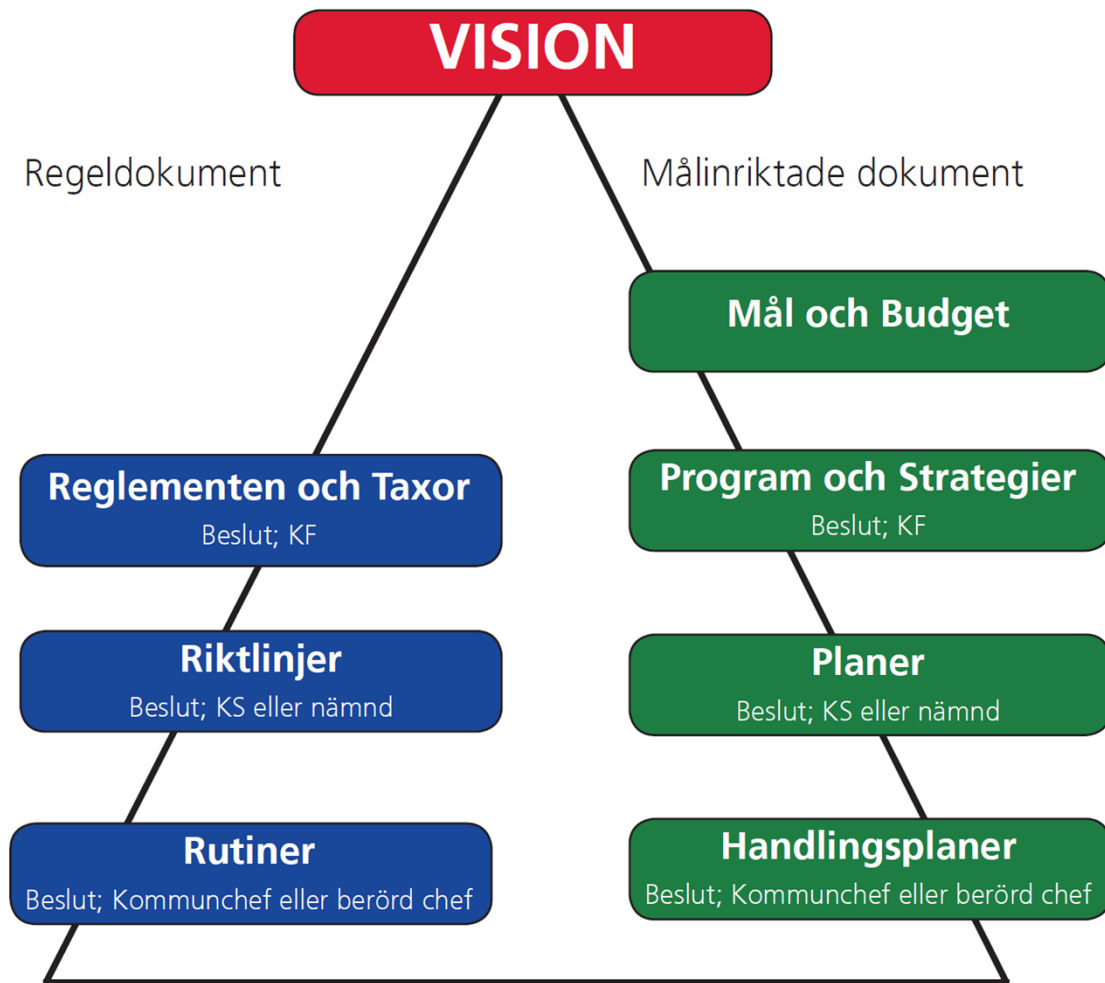 VISION
Regeldokument
Målinriktade dokument
Mål och Budget
Reglementen och Taxor
Beslut; KF
Program och Strategier
Beslut; KF
Riktlinjer
Beslut; KS eller nämnd
Planer
Beslut; KS eller nämnd
Rutiner
Beslut; Kommunchef eller berörd chef
Handlingsplaner
Beslut; Kommunchef eller berörd chef